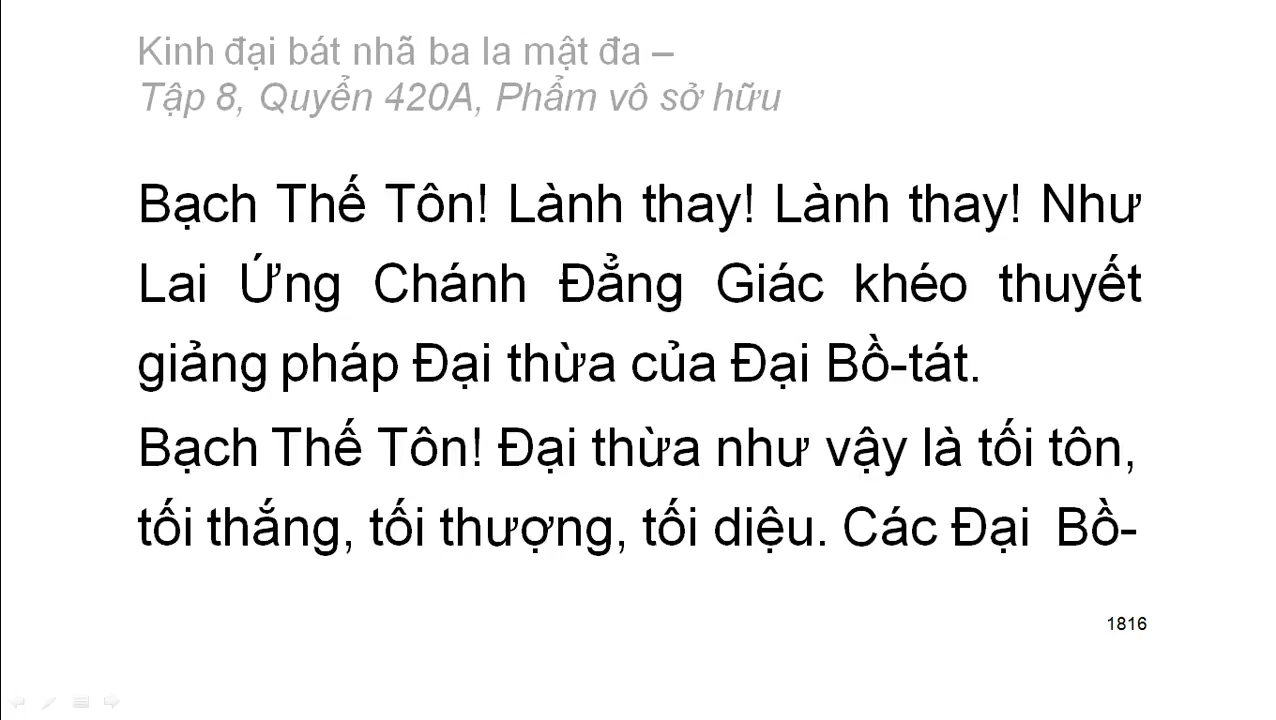 Kinh đại bát nhã ba la mật đa –
Tập 8, Quyển 420A, Phẩm vô sở hữu
Bạch Thế Tôn! Lành thay! Lành thay! Như
Lai Ứng Chánh Đẳng Giác khéo thuyết
giảng pháp Đại thừa của Đại Bồ-tát.
Bạch Thế Tôn! Đại thừa như vậy là tối tôn,
tối thắng, tối thượng, tối diệu. Các Đại Bồ-
1816